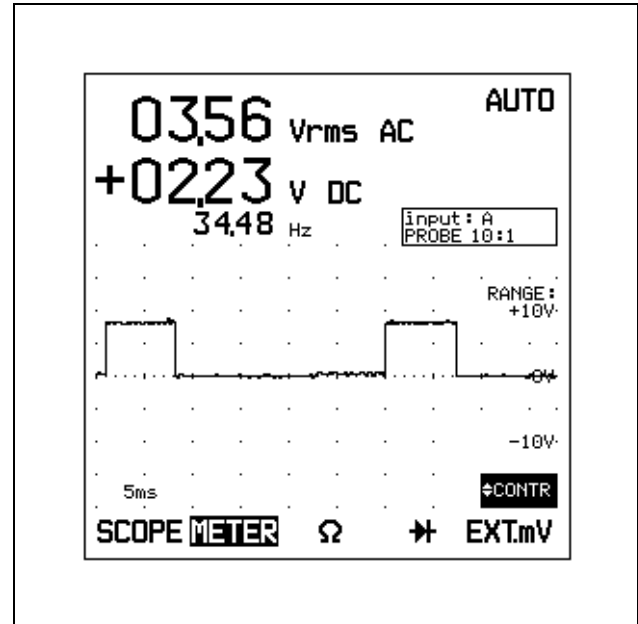 AUTO
03,56 Vrms AC
+02,23 V DC
34,48 Hz
input: A
PROBE 10:1
RANGE:
+10V
0V
-10V
5ms
♦CONTR
SCOPE METER Ω EXT.mV